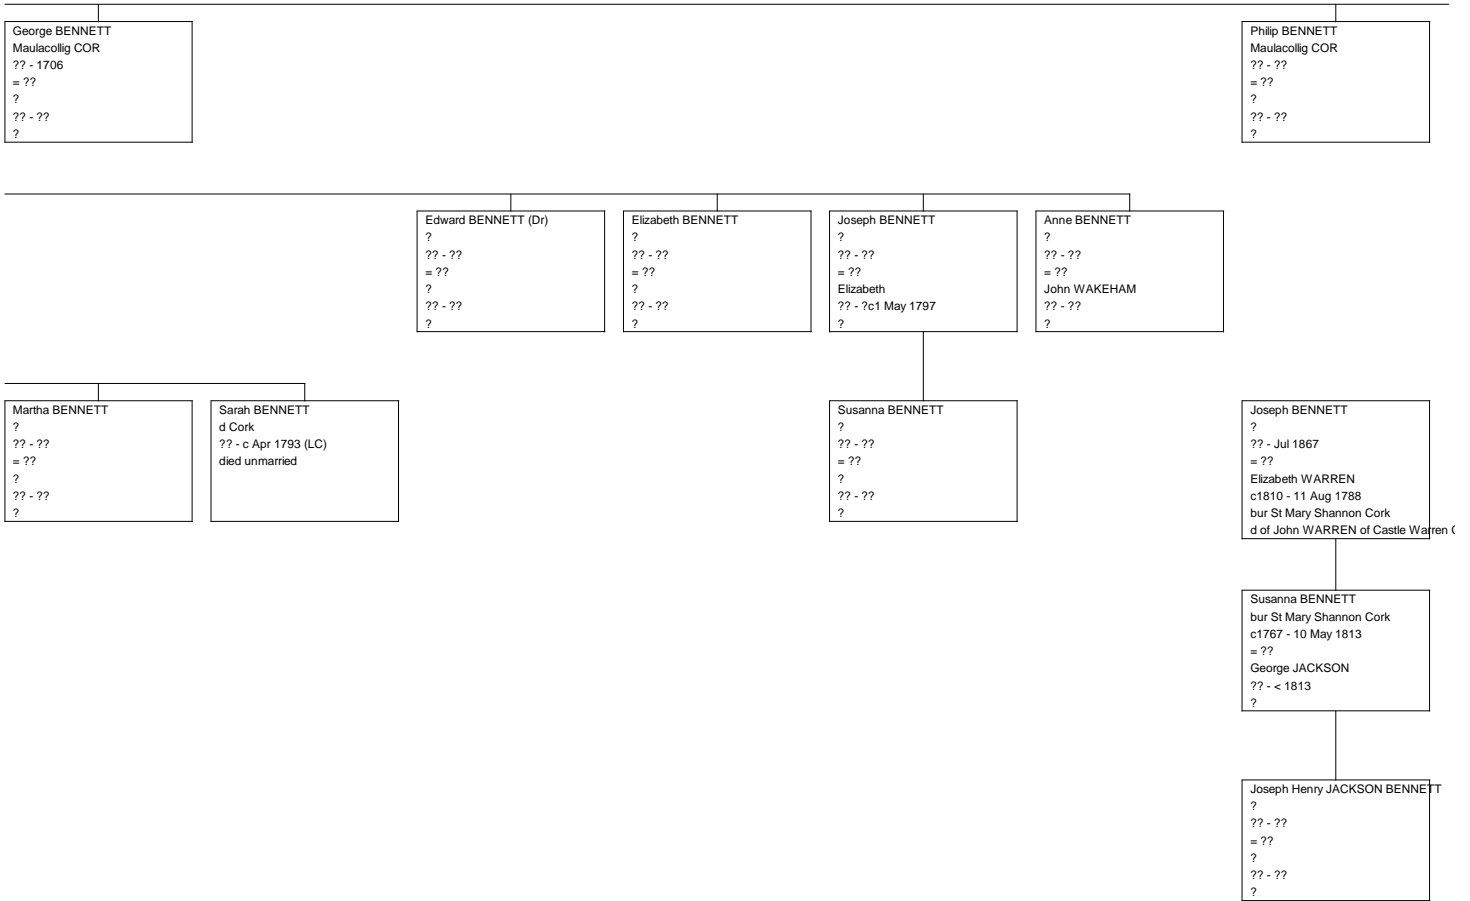 George BENNETT
Maulacollig COR
?? - 1706
= ??
?
?? - ??
?
Philip BENNETT
Maulacollig COR
?? - ??
= ??
?
?? - ??
?
Edward BENNETT (Dr)
?
?? - ??
= ??
?
?? - ??
?
Elizabeth BENNETT
?
?? - ??
= ??
?
?? - ??
?
Joseph BENNETT
?
?? - ??
= ??
Elizabeth
?? - ?c1 May 1797
?
Anne BENNETT
?
?? - ??
= ??
John WAKEHAM
?? - ??
?
Martha BENNETT
?
?? - ??
= ??
?
?? - ??
?
Sarah BENNETT
d Cork
?? - c Apr 1793 (LC)
died unmarried
Susanna BENNETT
?
?? - ??
= ??
?
?? - ??
?
Joseph BENNETT
?
?? - Jul 1867
= ??
Elizabeth WARREN
c1810 - 11 Aug 1788
bur St Mary Shannon Cork
d of John WARREN of Castle Warren
Susanna BENNETT
bur St Mary Shannon Cork
c1767 - 10 May 1813
= ??
George JACKSON
?? - < 1813
?
Joseph Henry JACKSON BENNETT
?
?? - ??
= ??
?
?? - ??
?